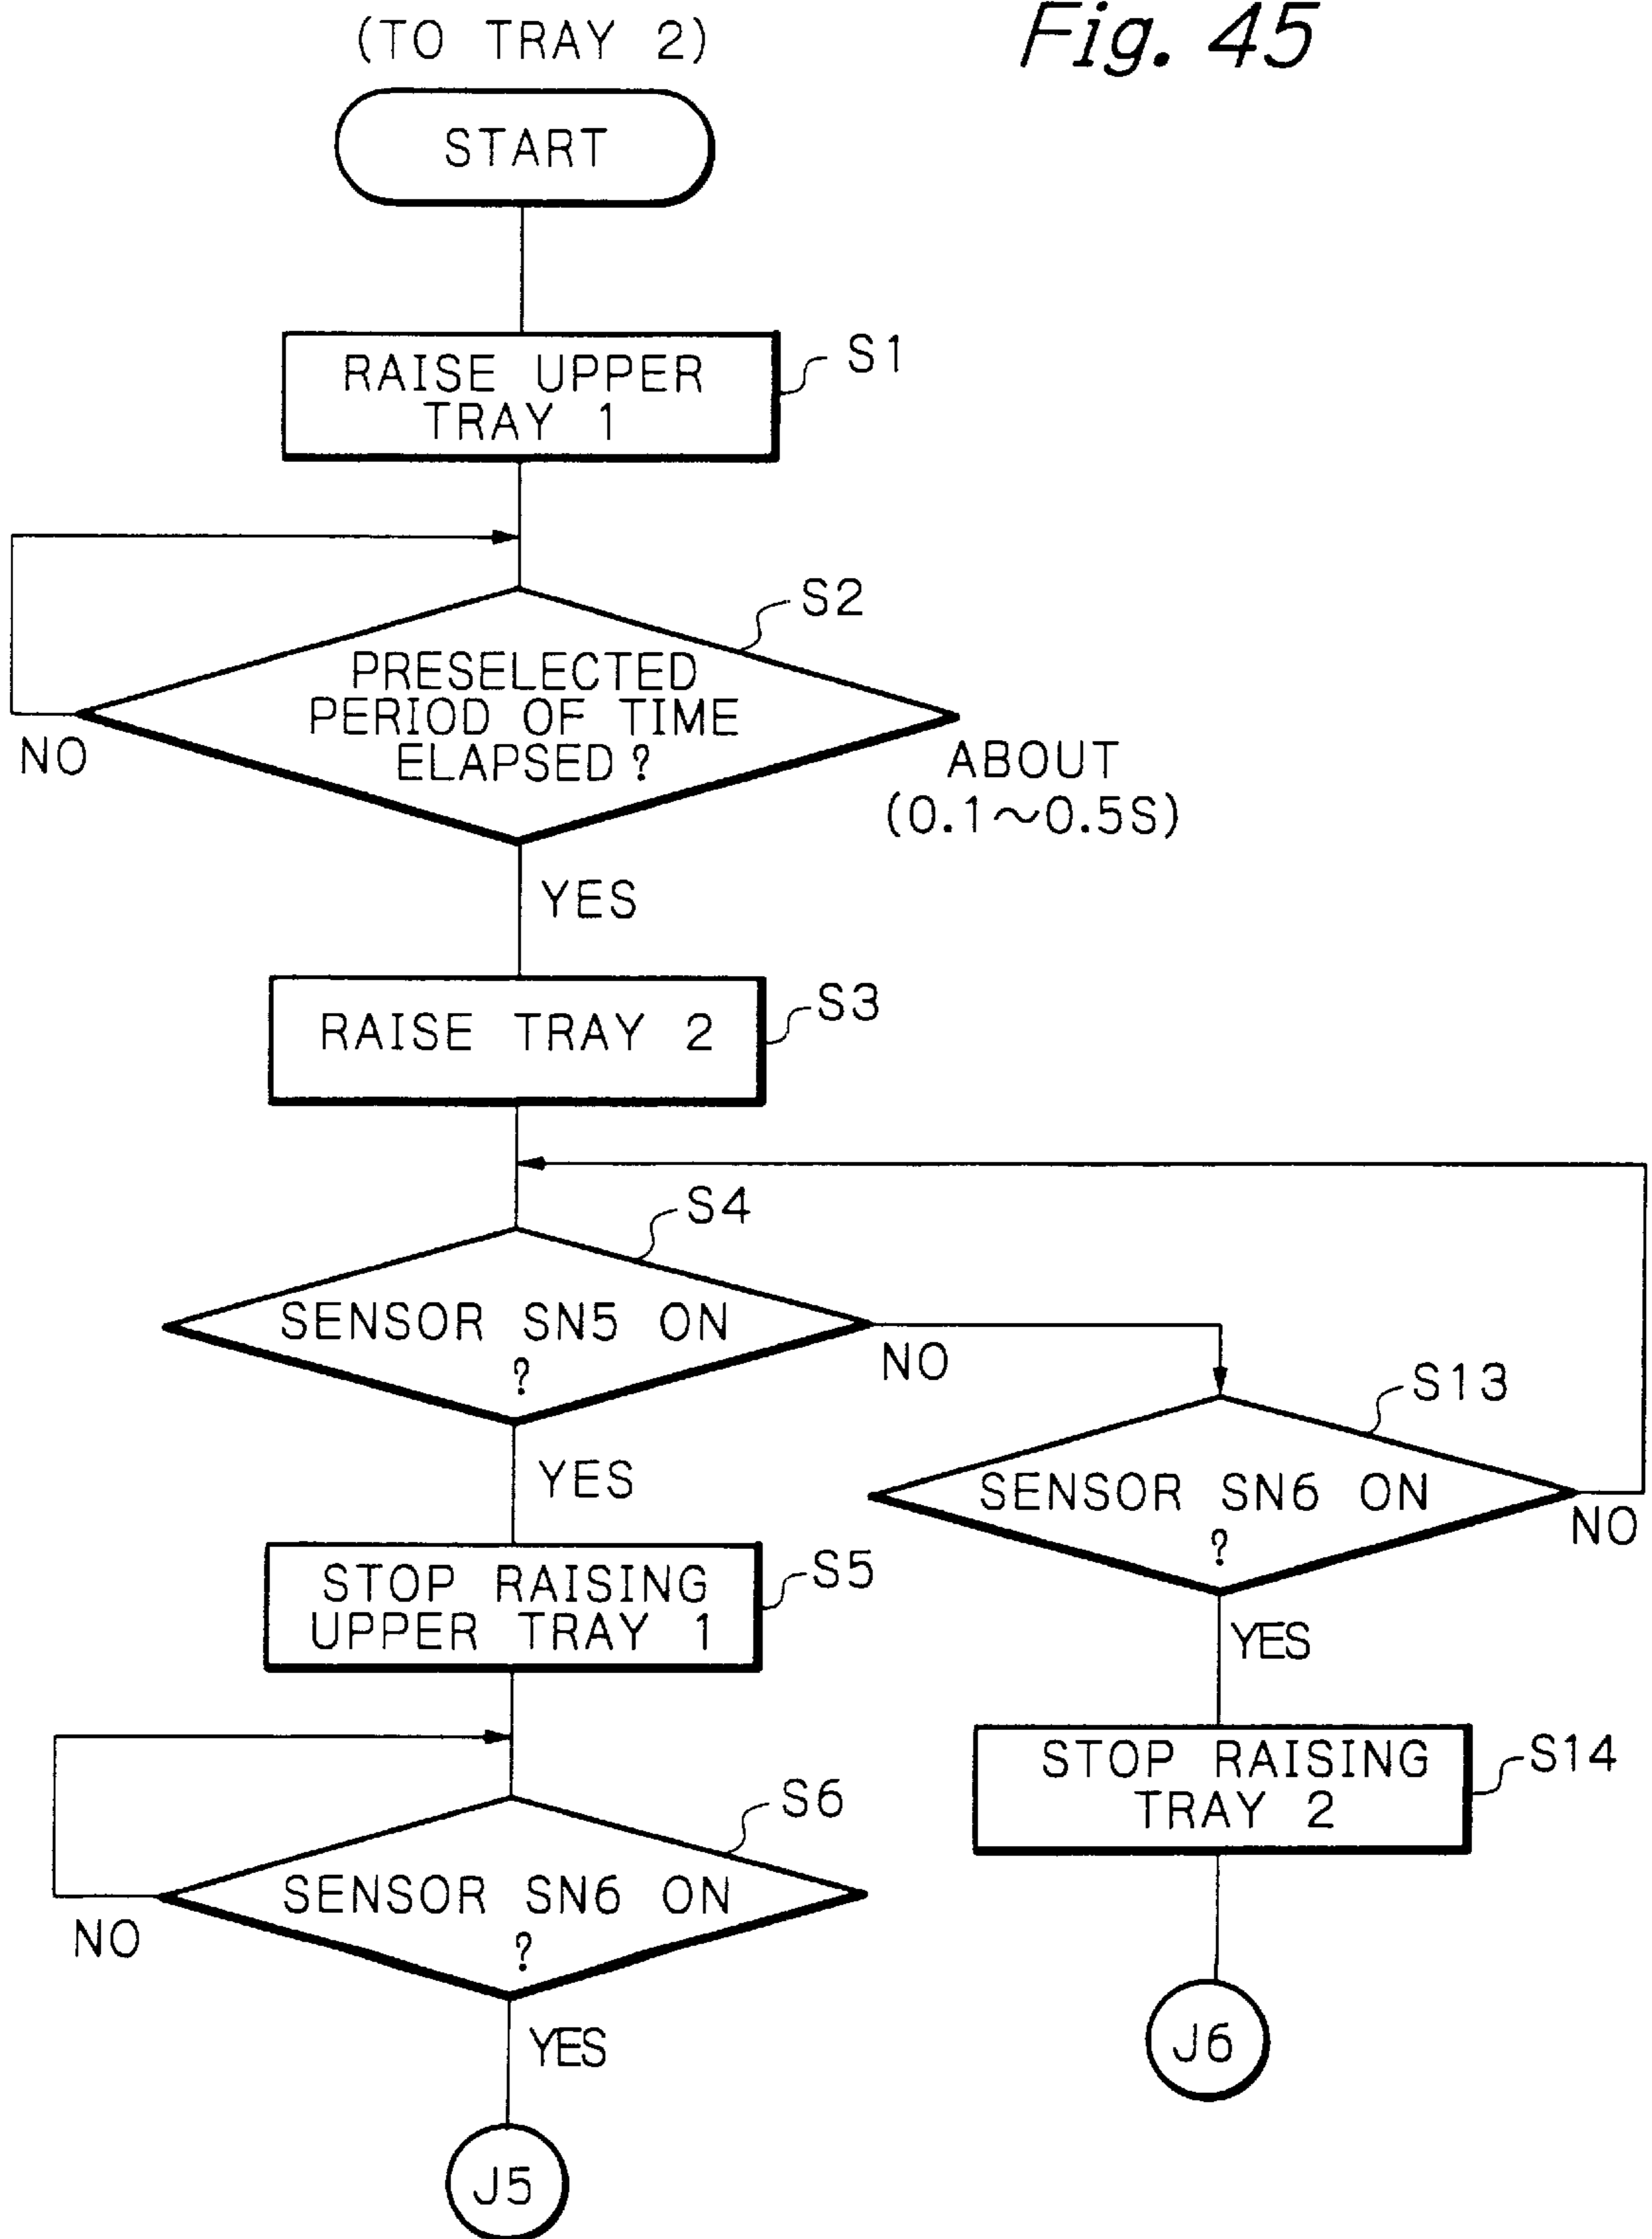 Fig. 45
(TO TRAY 2)
START
RAISE UPPER
TRAY 1
S1
S2
PRESELECTED
PERIOD OF TIME
ELAPSED?
NO
ABOUT
(0.1~0.5S)
YES
RAISE TRAY 2
S3
S4
SENSOR SN5 ON
?
NO
YES
S13
SENSOR SN6 ON
?
NO
YES
STOP RAISING
UPPER TRAY 1
S5
S6
SENSOR SN6 ON
?
NO
YES
J5
STOP RAISING
TRAY 2
S14
J6